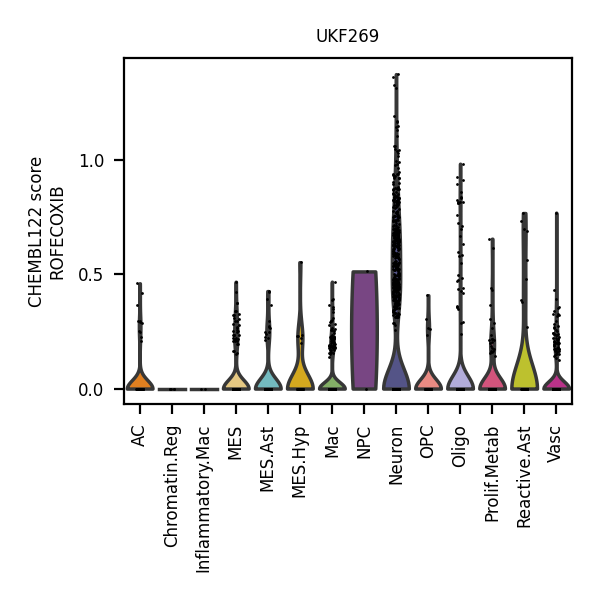 UKF269
CHEMBL122 score
ROFECOXIB
1.0
0.5
0.0
AC
Chromatin.Reg
Inflammatory.Mac
MES
MES.Ast
MES.Hyp
Mac
NPC
Neuron
OPC
Oligo
Prolif.Metab
Reactive.Ast
Vasc